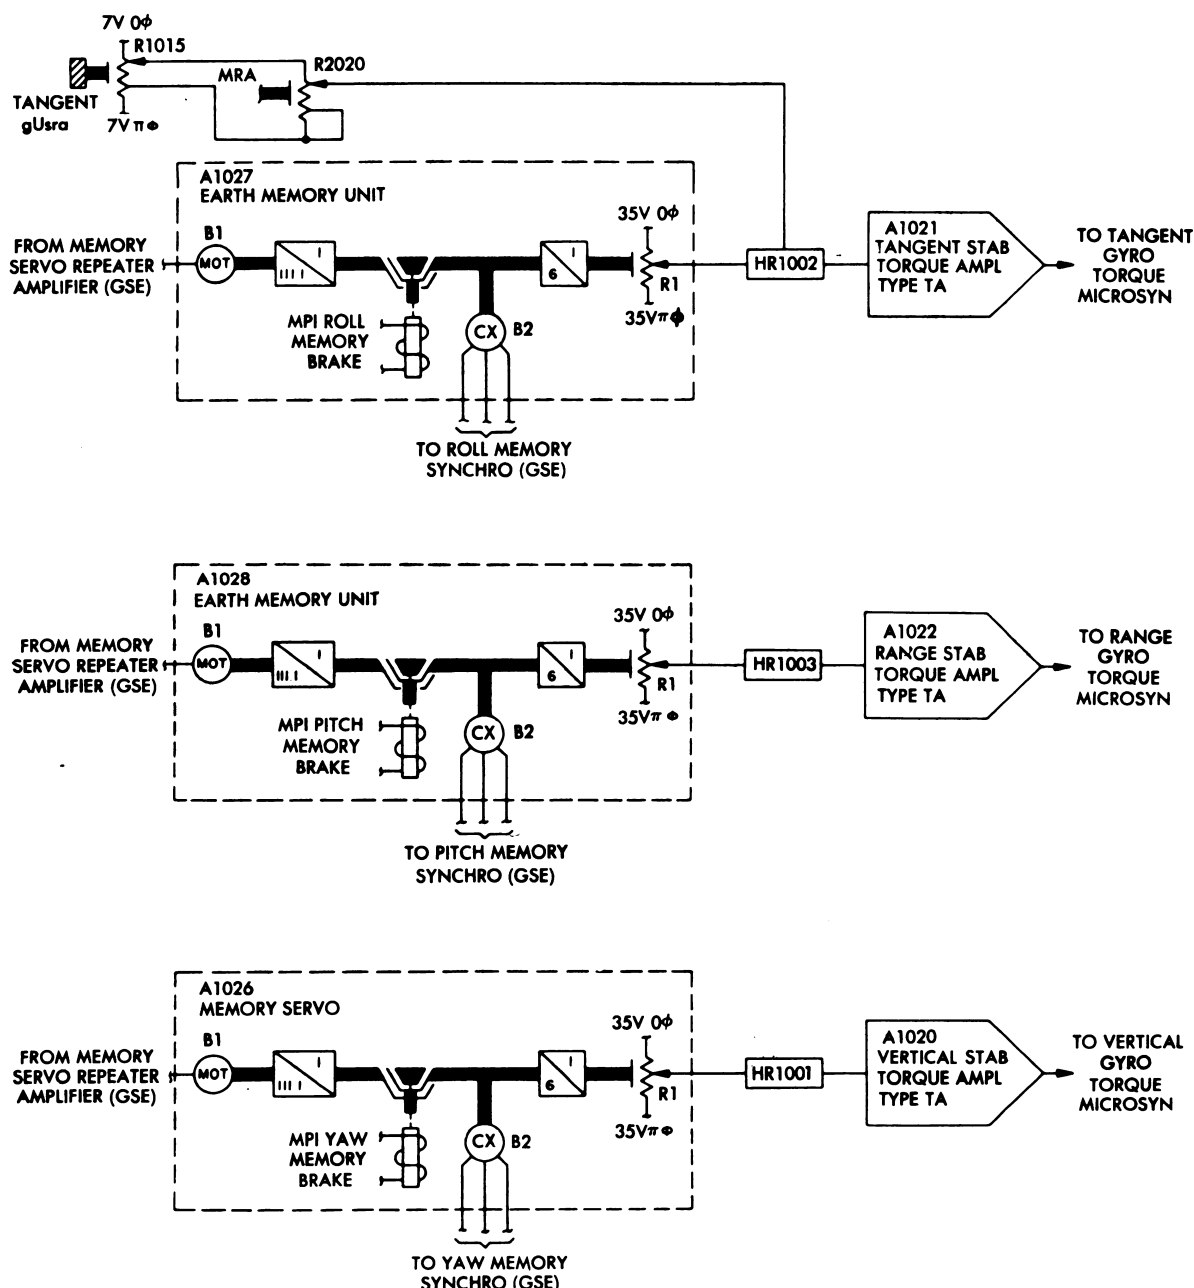 7V 0ϕ
R1015
R2020
MRA
TANGENT
gUsra
7V πΦ
A1027
EARTH MEMORY UNIT
35V 0ϕ
A1021
TANGENT STAB
TORQUE AMPL
TYPE TA
TO TANGENT
GYRO
TORQUE
MICROSYN
FROM MEMORY
SERVO REPEATER
AMPLIFIER (GSE)
B1
MOT
1
111.1
1
6
R1
HR1002
35Vπϕ
MPI ROLL
MEMORY
BRAKE
CX
B2
TO ROLL MEMORY
SYNCHRO (GSE)
A1028
EARTH MEMORY UNIT
35V 0ϕ
A1022
RANGE STAB
TORQUE AMPL
TYPE TA
TO RANGE
GYRO
TORQUE
MICROSYN
FROM MEMORY
SERVO REPEATER
AMPLIFIER (GSE)
B1
MOT
1
111.1
1
6
R1
HR1003
35VπΦ
MPI PITCH
MEMORY
BRAKE
CX
B2
TO PITCH MEMORY
SYNCHRO (GSE)
A1026
MEMORY SERVO
35V 0ϕ
A1020
VERTICAL STAB
TORQUE AMPL
TYPE TA
TO VERTICAL
GYRO
TORQUE
MICROSYN
FROM MEMORY
SERVO REPEATER
AMPLIFIER (GSE)
B1
MOT
1
111.1
1
6
R1
HR1001
35VπΦ
MPI YAW
MEMORY
BRAKE
CX
B2
TO YAW MEMORY
SYNCHRO (GSE)